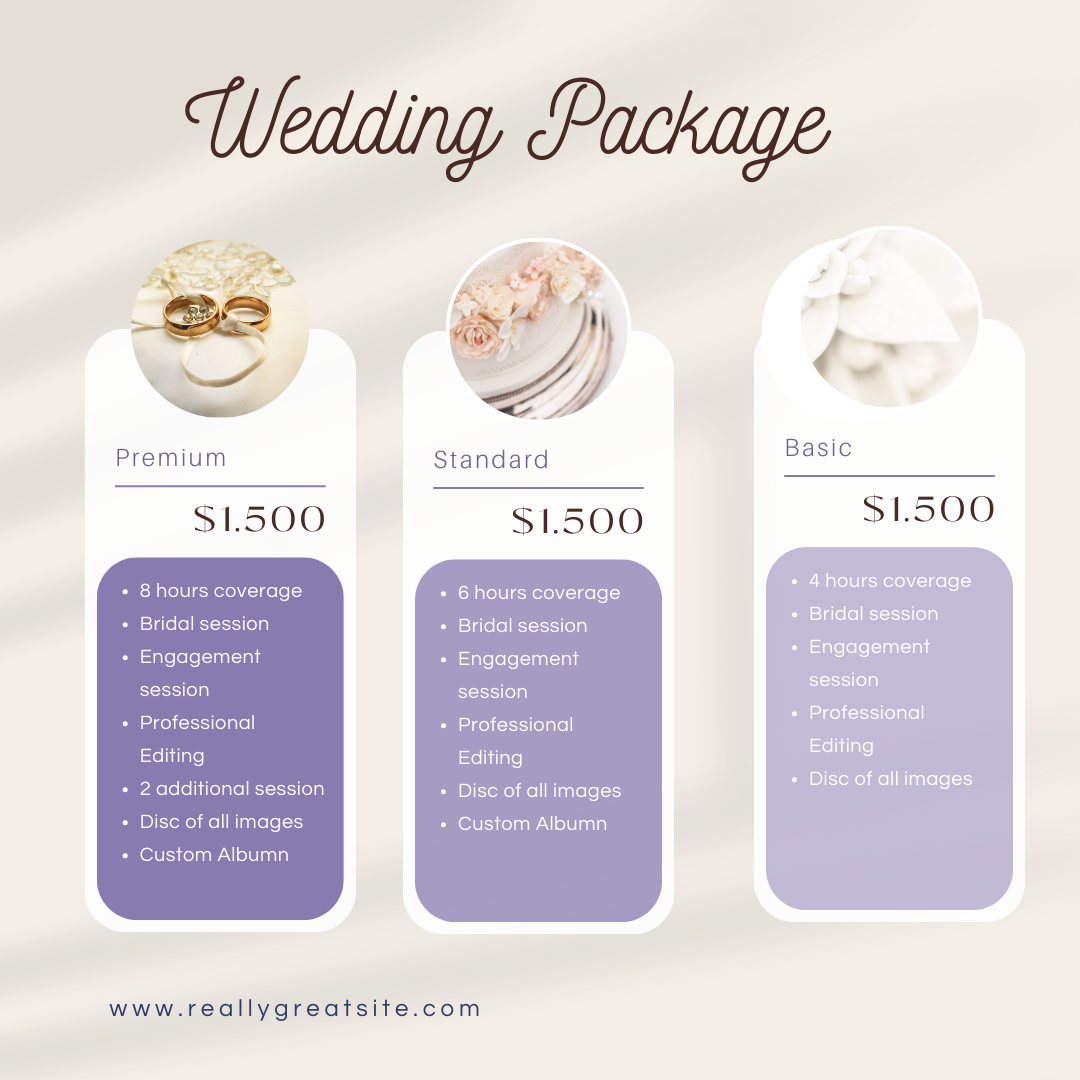 Wedding Package
Premium
$1.500
• 8 hours coverage
• Bridal session
• Engagement
session
• Professional
Editing
• 2 additional session
• Disc of all images
• Custom Albumn
Standard
$1.500
• 6 hours coverage
• Bridal session
• Engagement
session
• Professional
Editing
• Disc of all images
• Custom Albumn
Basic
$1.500
• 4 hours coverage
• Bridal session
• Engagement
session
• Professional
Editing
• Disc of all images
www.reallygreatsite.com